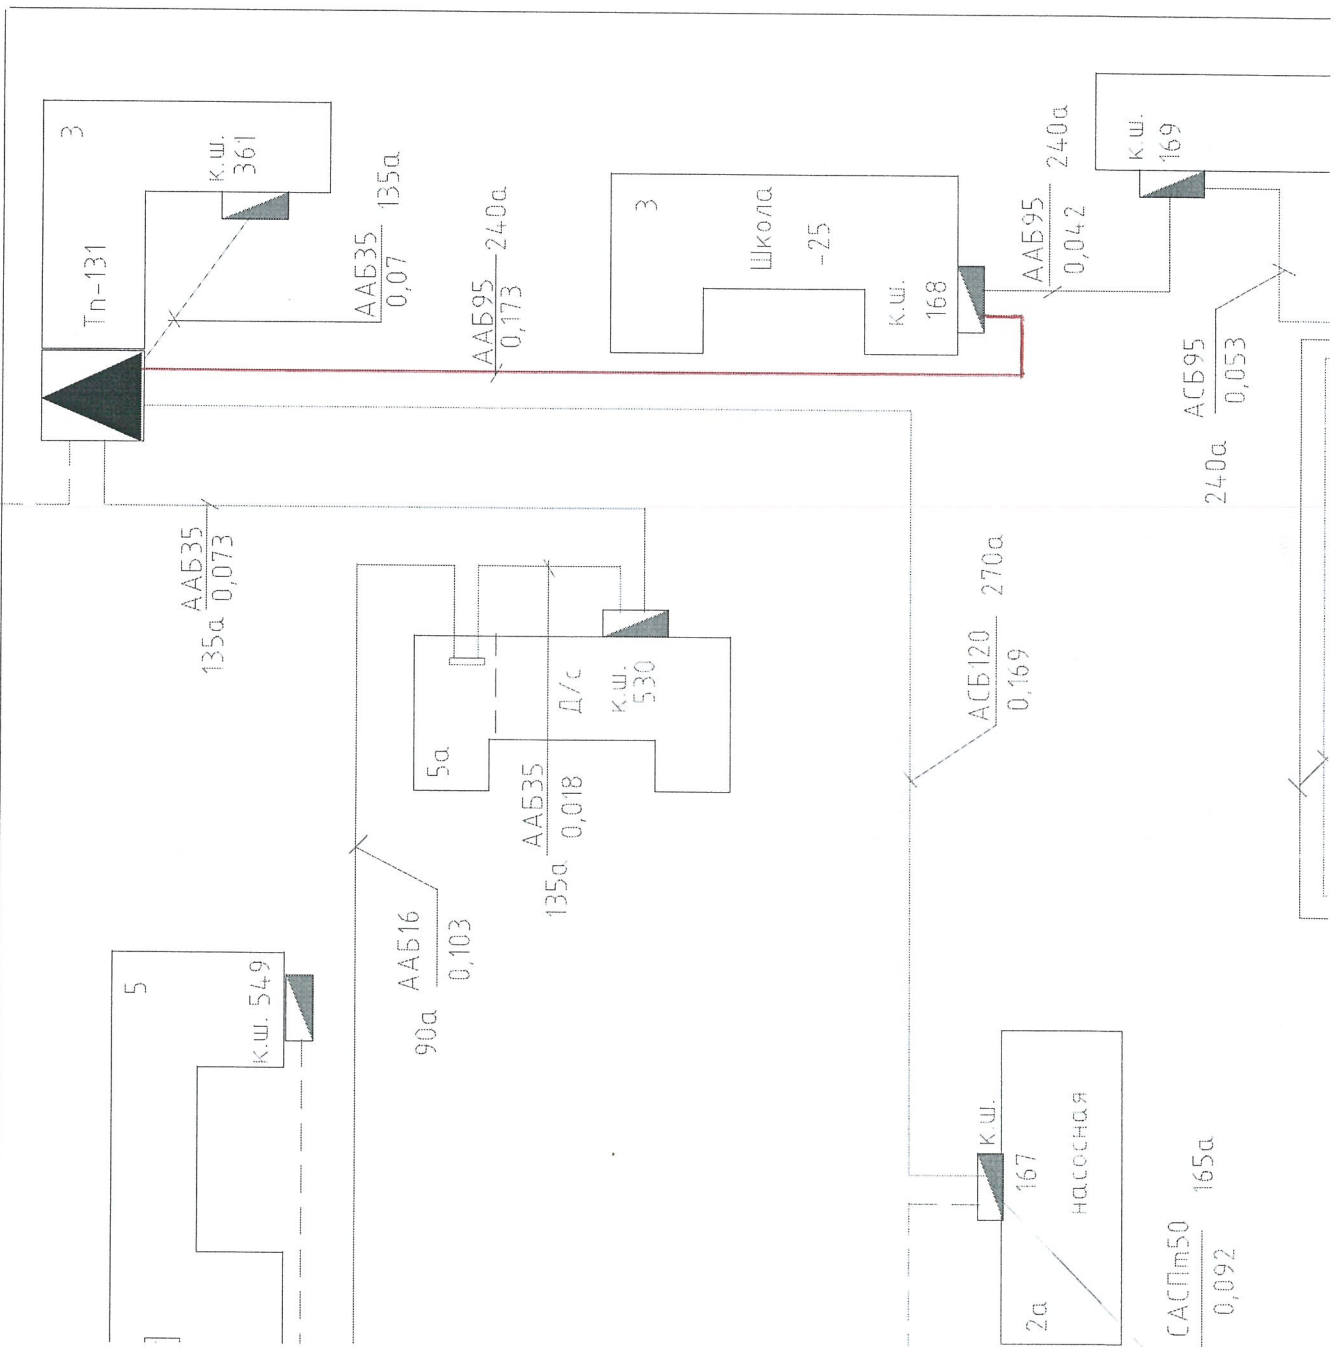 3
к.ш.
361
Тп-131
ААБ35
0,07
135а
ААБ95
0,173
240а
3
Школа
-25
к.ш.
168
ААБ95
0,042
240а
к.ш.
169
АСБ95
0,053
240а
ААБ35
0,073
135а
5а
Д/с
к.ш.
530
ААБ35
0,018
135а
АСБ120
0,169
270а
ААБ16
0,103
90а
5
к.ш. 549
к.ш.
167
насосная
2а
САСПт50
0,092
165а